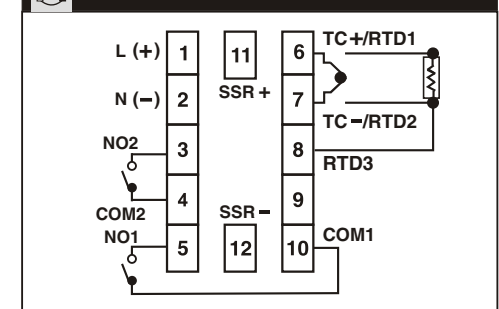 L (+) 1 11 6 TC+/RTD1
N (−) 2 SSR + 7 TC −/RTD2
NO2 3 8 RTD3
COM2 4 SSR − 9
NO1 5 12 10 COM1